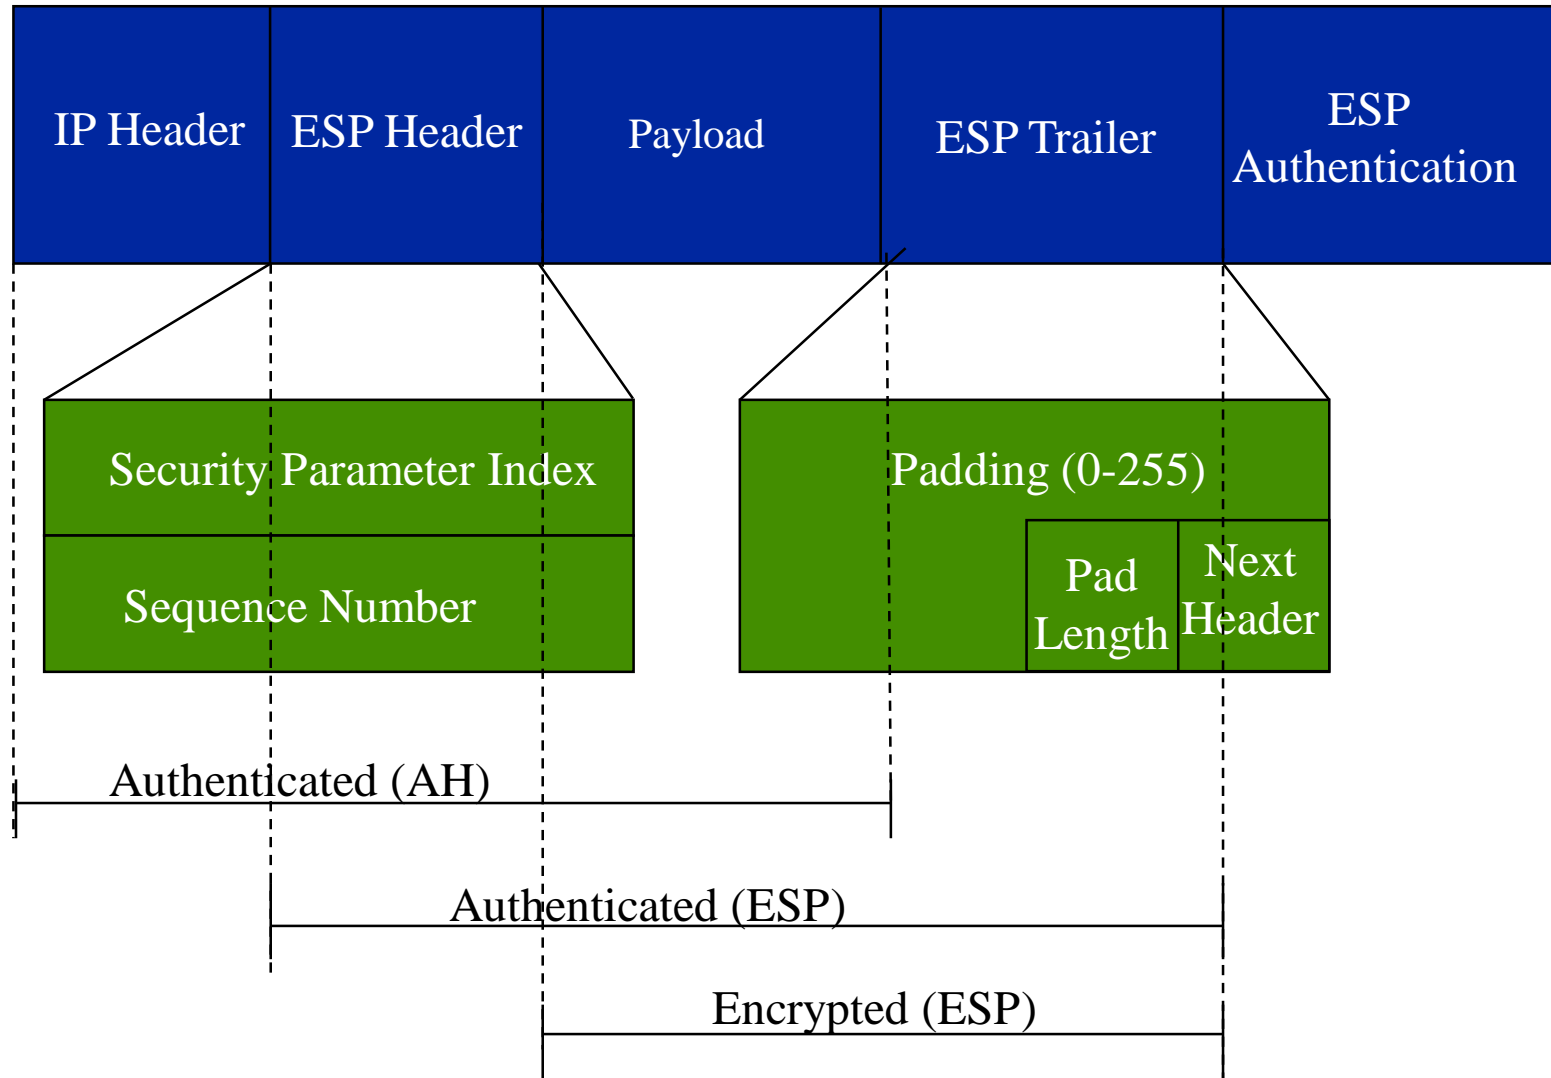 IP Header
ESP Header
Payload
ESP Trailer
ESP
Authentication
Security Parameter Index
Sequence Number
Padding (0-255)
Pad
Length
Next
Header
Authenticated (AH)
Authenticated (ESP)
Encrypted (ESP)